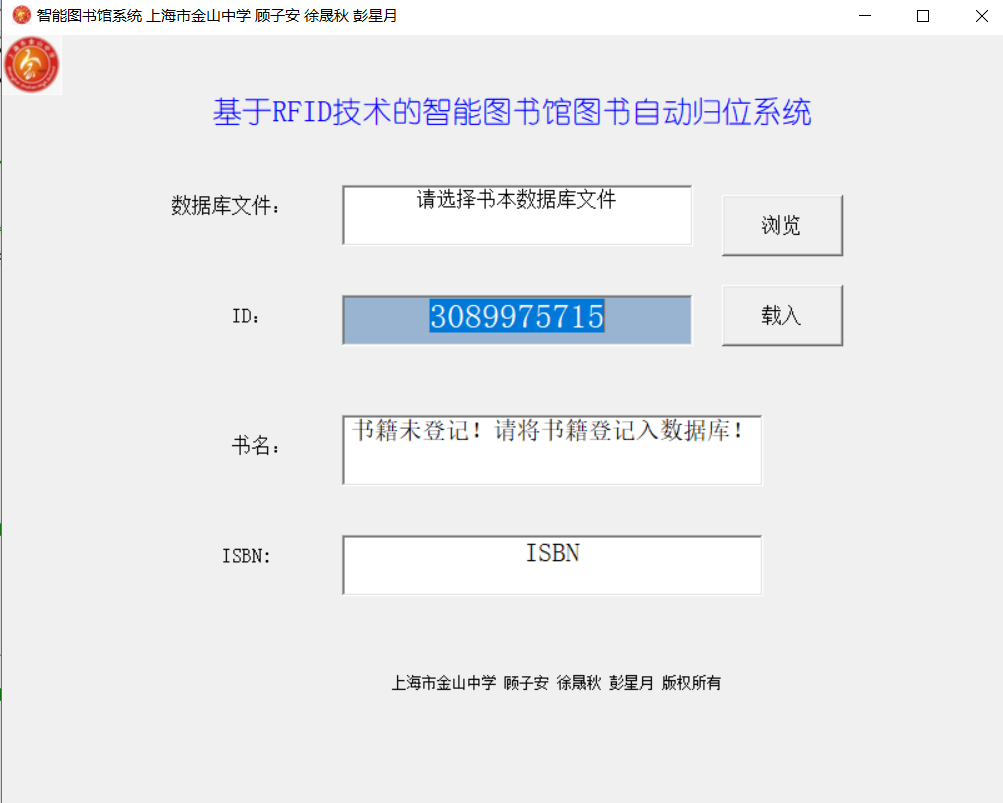 智能图书馆系统 上海市金山中学 顾子安 徐晟秋 彭星月
基于RFID技术的智能图书馆图书自动归位系统
数据库文件: 请选择书本数据库文件 浏览
ID: 3089975715 载入
书名: 书籍未登记！请将书籍登记入数据库！
ISBN: ISBN
上海市金山中学 顾子安 徐晟秋 彭星月 版权所有